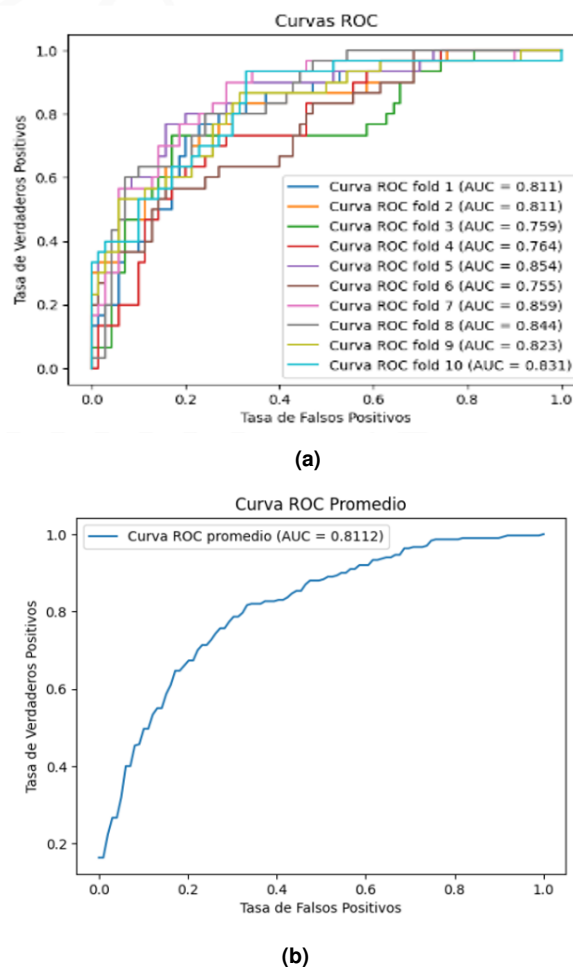 Curvas ROC
Tasa de Verdaderos Positivos
1.0
0.8
0.6
0.4
0.2
0.0
Curva ROC fold 1 (AUC = 0.811)
Curva ROC fold 2 (AUC = 0.811)
Curva ROC fold 3 (AUC = 0.759)
Curva ROC fold 4 (AUC = 0.764)
Curva ROC fold 5 (AUC = 0.854)
Curva ROC fold 6 (AUC = 0.755)
Curva ROC fold 7 (AUC = 0.859)
Curva ROC fold 8 (AUC = 0.844)
Curva ROC fold 9 (AUC = 0.823)
Curva ROC fold 10 (AUC = 0.831)
0.0 0.2 0.4 0.6 0.8 1.0
Tasa de Falsos Positivos
(a)
Curva ROC Promedio
Tasa de Verdaderos Positivos
1.0
0.8
0.6
0.4
0.2
Curva ROC promedio (AUC = 0.8112)
0.0 0.2 0.4 0.6 0.8 1.0
Tasa de Falsos Positivos
(b)